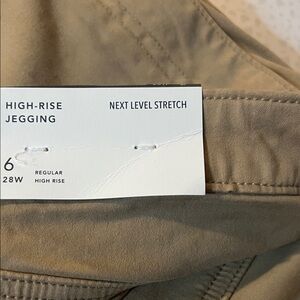 HIGH-RISE
JEGGING
NEXT LEVEL STRETCH
6
28W
REGULAR
HIGH RISE